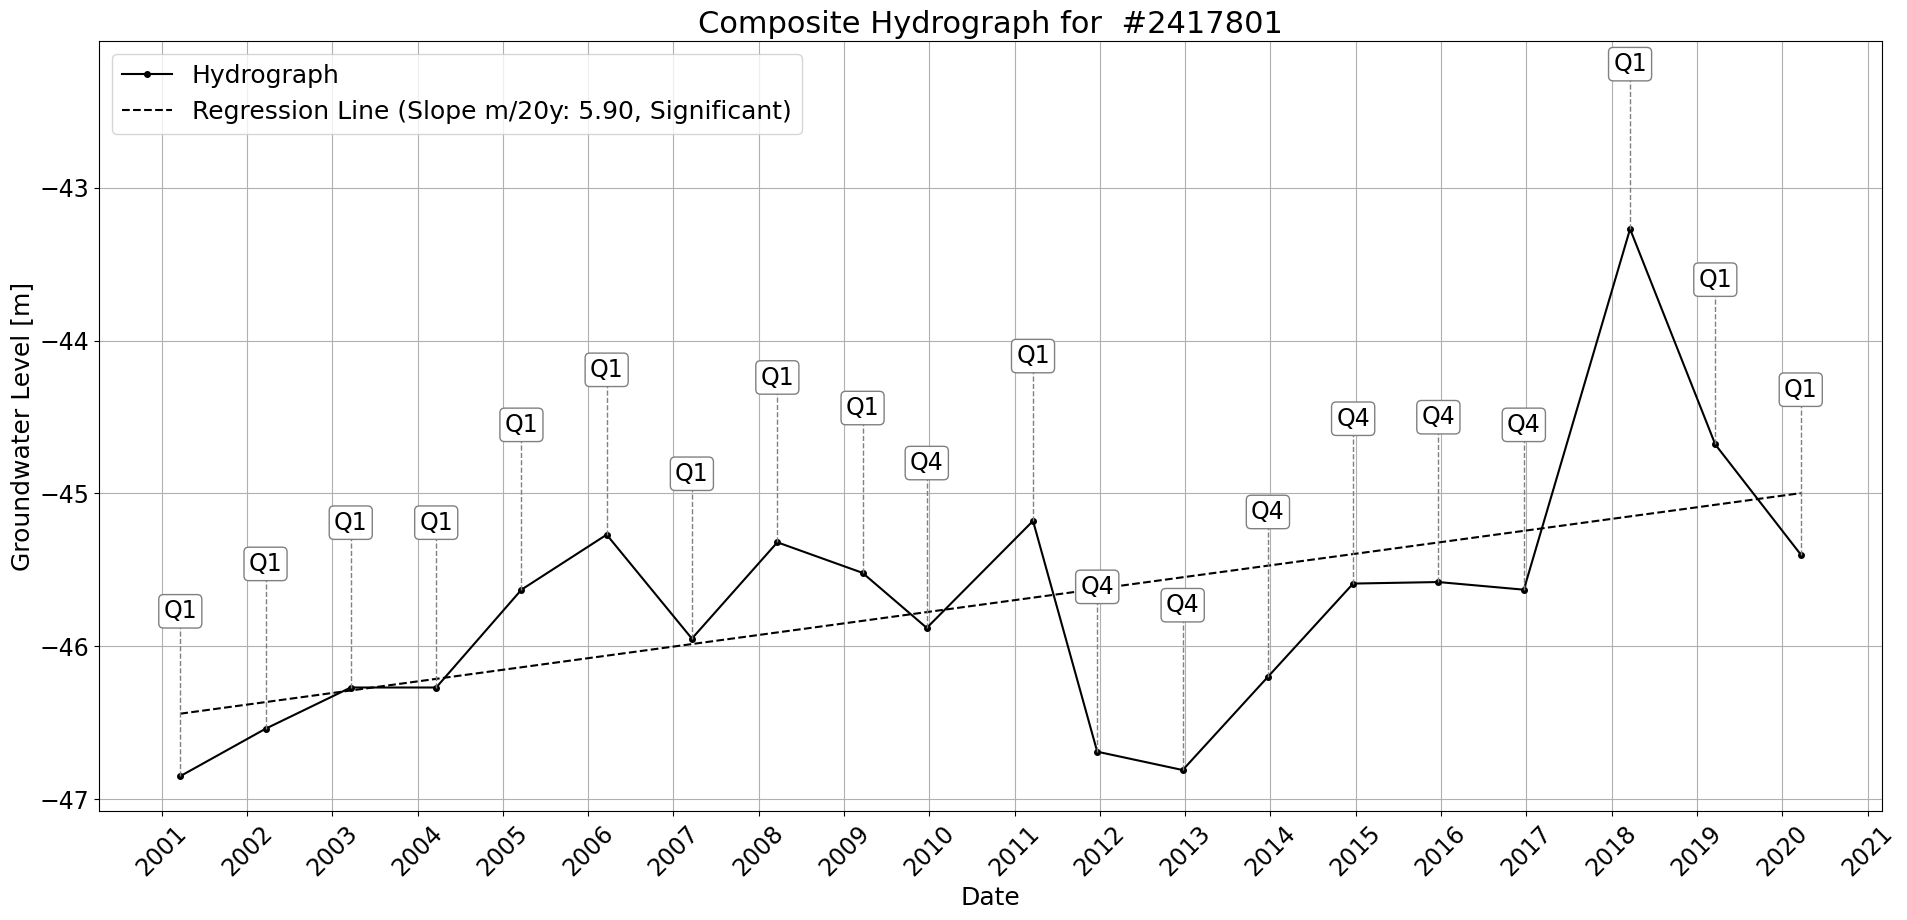 Composite Hydrograph for  #2417801
Hydrograph
Regression Line (Slope m/20y: 5.90, Significant)
Groundwater Level [m]
−43
−44
−45
−46
−47
Q1
Q1
Q1
Q1
Q1
Q1
Q1
Q1
Q1
Q4
Q1
Q4
Q4
Q4
Q4
Q4
Q4
Q1
Q1
Q1
2001
2002
2003
2004
2005
2006
2007
2008
2009
2010
2011
2012
2013
2014
2015
2016
2017
2018
2019
2020
2021
Date